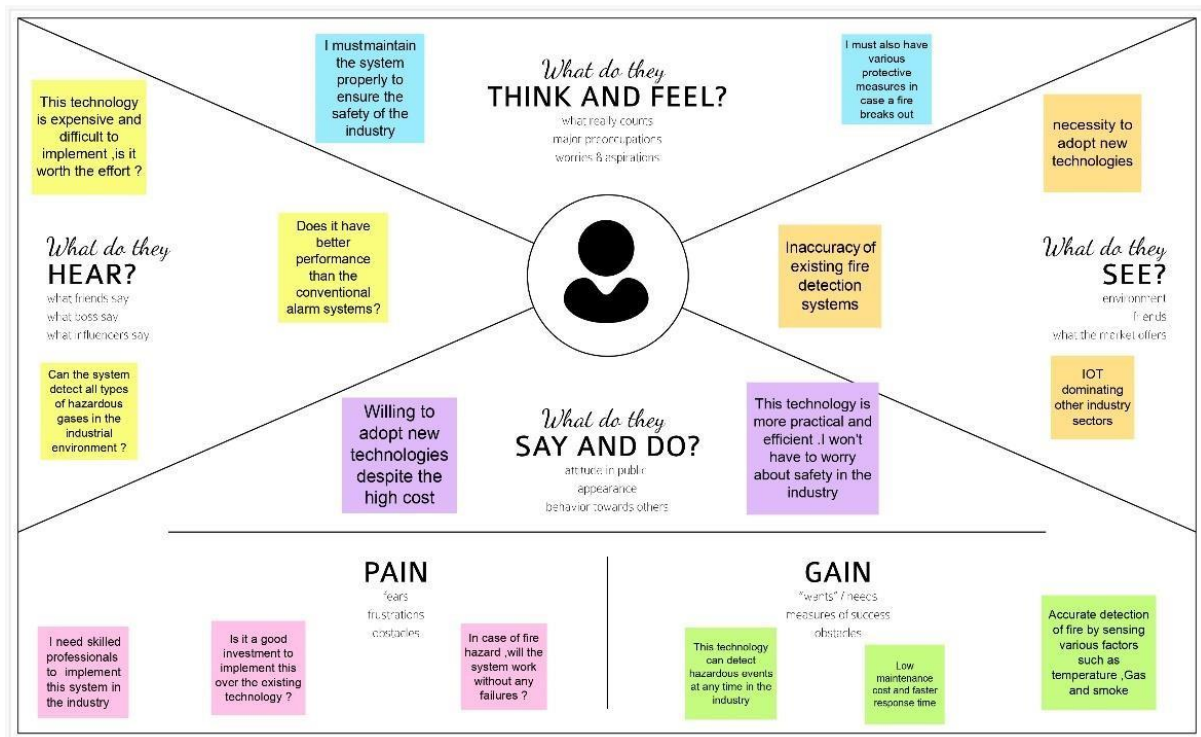 I mustmaintain
the system
properly to
ensure the
safety of the
industry
What do they
THINK AND FEEL?
what really counts
major preoccupations
worries & aspirations
I must also have
various
protective
measures in
case a fire
breaks out
This technology
is expensive and
difficult to
implement ,is it
worth the effort ?
necessity to
adopt new
technologies
What do they
HEAR?
what friends say
what boss say
what influencers say
Does it have
better
performance
than the
conventional
alarm systems?
Inaccuracy of
existing fire
detection
systems
What do they
SEE?
environment
friends
what the market offers
Can the system
detect all types
of hazardous
gases in the
industrial
environment ?
IOT
dominating
other industry
sectors
Willing to
adopt new
technologies
despite the
high cost
What do they
SAY AND DO?
attitude in public
appearance
behavior towards others
This technology is
more practical and
efficient .I won't
have to worry
about safety in the
industry
PAIN
fears
frustrations
obstacles
I need skilled
professionals
to implement
this system in
the industry
Is it a good
investment to
implement this
over the existing
technology ?
In case of fire
hazard ,will the
system work
without any
failures ?
GAIN
"wants" / needs
measures of success
obstacles
This technology
can detect
hazardous events
at any time in the
industry
Low
maintenance
cost and faster
response time
Accurate detection
of fire by sensing
various factors
such as
temperature ,Gas
and smoke